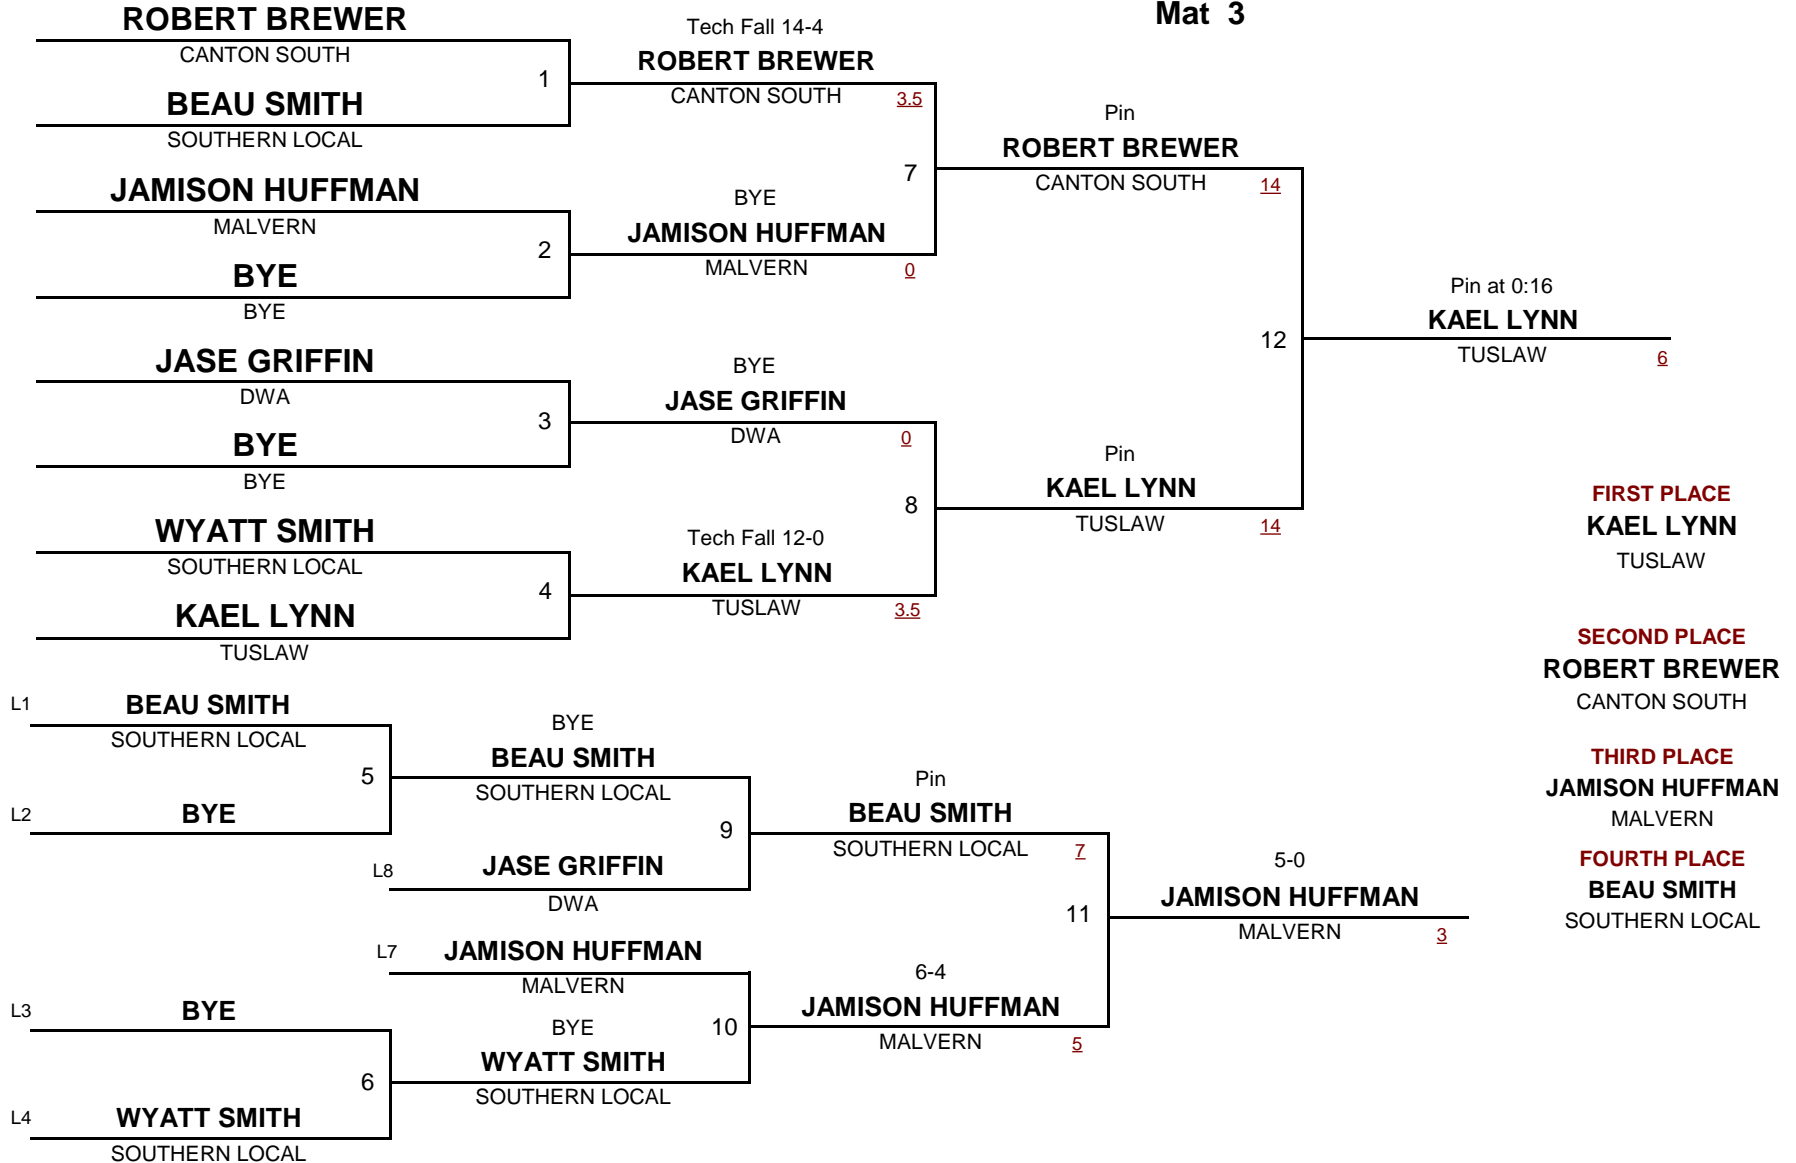 Mat 3
ROBERT BREWER
CANTON SOUTH
1
BEAU SMITH
SOUTHERN LOCAL
JAMISON HUFFMAN
MALVERN
2
BYE
BYE
JASE GRIFFIN
DWA
3
BYE
BYE
WYATT SMITH
SOUTHERN LOCAL
4
KAEL LYNN
TUSLAW
Tech Fall 14-4
ROBERT BREWER
CANTON SOUTH 3.5
7
BYE
JAMISON HUFFMAN
MALVERN 0
BYE
JASE GRIFFIN
DWA 0
8
Tech Fall 12-0
KAEL LYNN
TUSLAW 3.5
Pin
ROBERT BREWER
CANTON SOUTH 14
12
Pin
KAEL LYNN
TUSLAW 14
Pin at 0:16
KAEL LYNN
TUSLAW 6
FIRST PLACE
KAEL LYNN
TUSLAW
SECOND PLACE
ROBERT BREWER
CANTON SOUTH
THIRD PLACE
JAMISON HUFFMAN
MALVERN
FOURTH PLACE
BEAU SMITH
SOUTHERN LOCAL
L1 BEAU SMITH
SOUTHERN LOCAL
5
L2 BYE
L3 BYE
6
L4 WYATT SMITH
SOUTHERN LOCAL
BYE
BEAU SMITH
SOUTHERN LOCAL
9
L8 JASE GRIFFIN
DWA
L7 JAMISON HUFFMAN
MALVERN
10
BYE
WYATT SMITH
SOUTHERN LOCAL
Pin
BEAU SMITH
SOUTHERN LOCAL 7
11
6-4
JAMISON HUFFMAN
MALVERN 5
5-0
JAMISON HUFFMAN
MALVERN 3